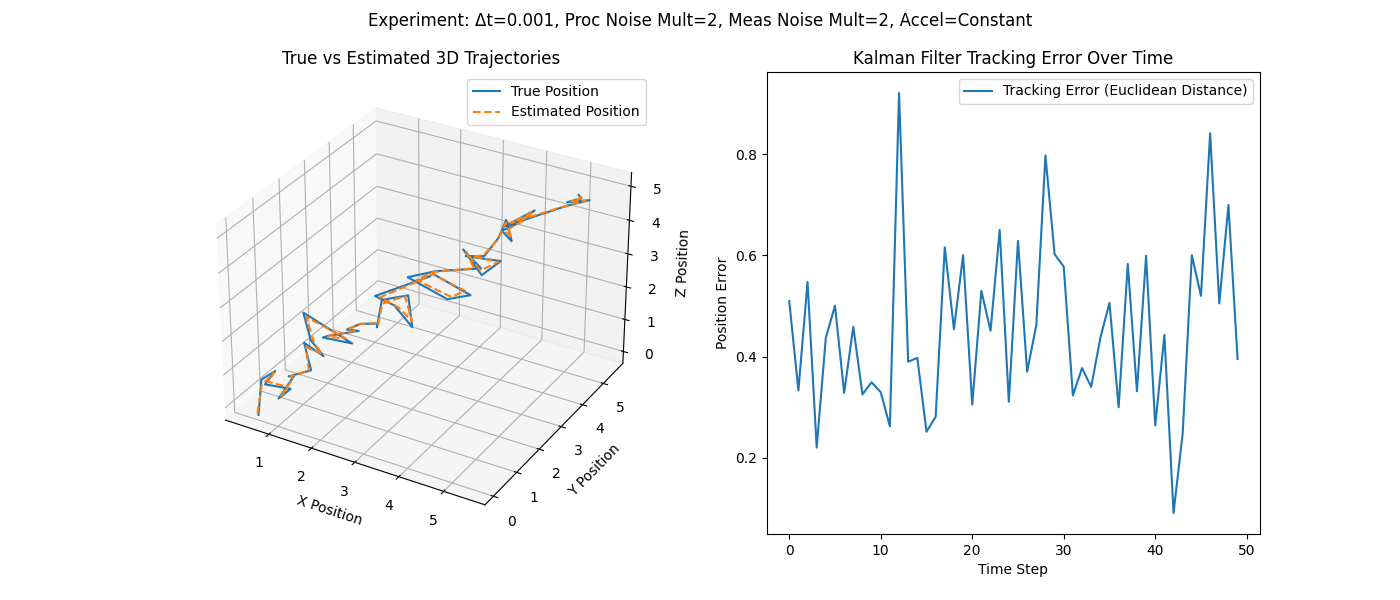 Experiment: Δt=0.001, Proc Noise Mult=2, Meas Noise Mult=2, Accel=Constant
True vs Estimated 3D Trajectories
True Position
Estimated Position
5
4
3
2
1
0
Z Position
5
4
3
2
1
0
Y Position
1
2
3
4
5
X Position
Kalman Filter Tracking Error Over Time
Tracking Error (Euclidean Distance)
0.8
0.6
0.4
0.2
Position Error
0
10
20
30
40
50
Time Step